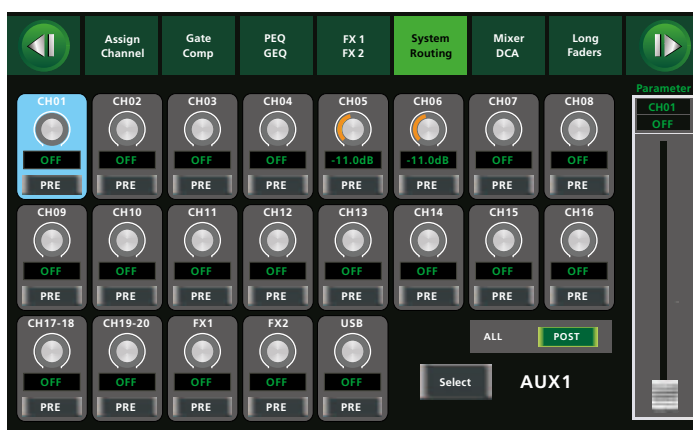 Assign Channel
Gate Comp
PEQ GEQ
FX 1 FX 2
System Routing
Mixer DCA
Long Faders
Parameter
CH01
OFF
CH01 CH02 CH03 CH04 CH05 CH06 CH07 CH08
OFF OFF OFF OFF -11.0dB -11.0dB OFF OFF
PRE PRE PRE PRE PRE PRE PRE PRE
CH09 CH10 CH11 CH12 CH13 CH14 CH15 CH16
OFF OFF OFF OFF OFF OFF OFF OFF
PRE PRE PRE PRE PRE PRE PRE PRE
CH17-18 CH19-20 FX1 FX2 USB
OFF OFF OFF OFF OFF
PRE PRE PRE PRE PRE
ALL POST
Select AUX1